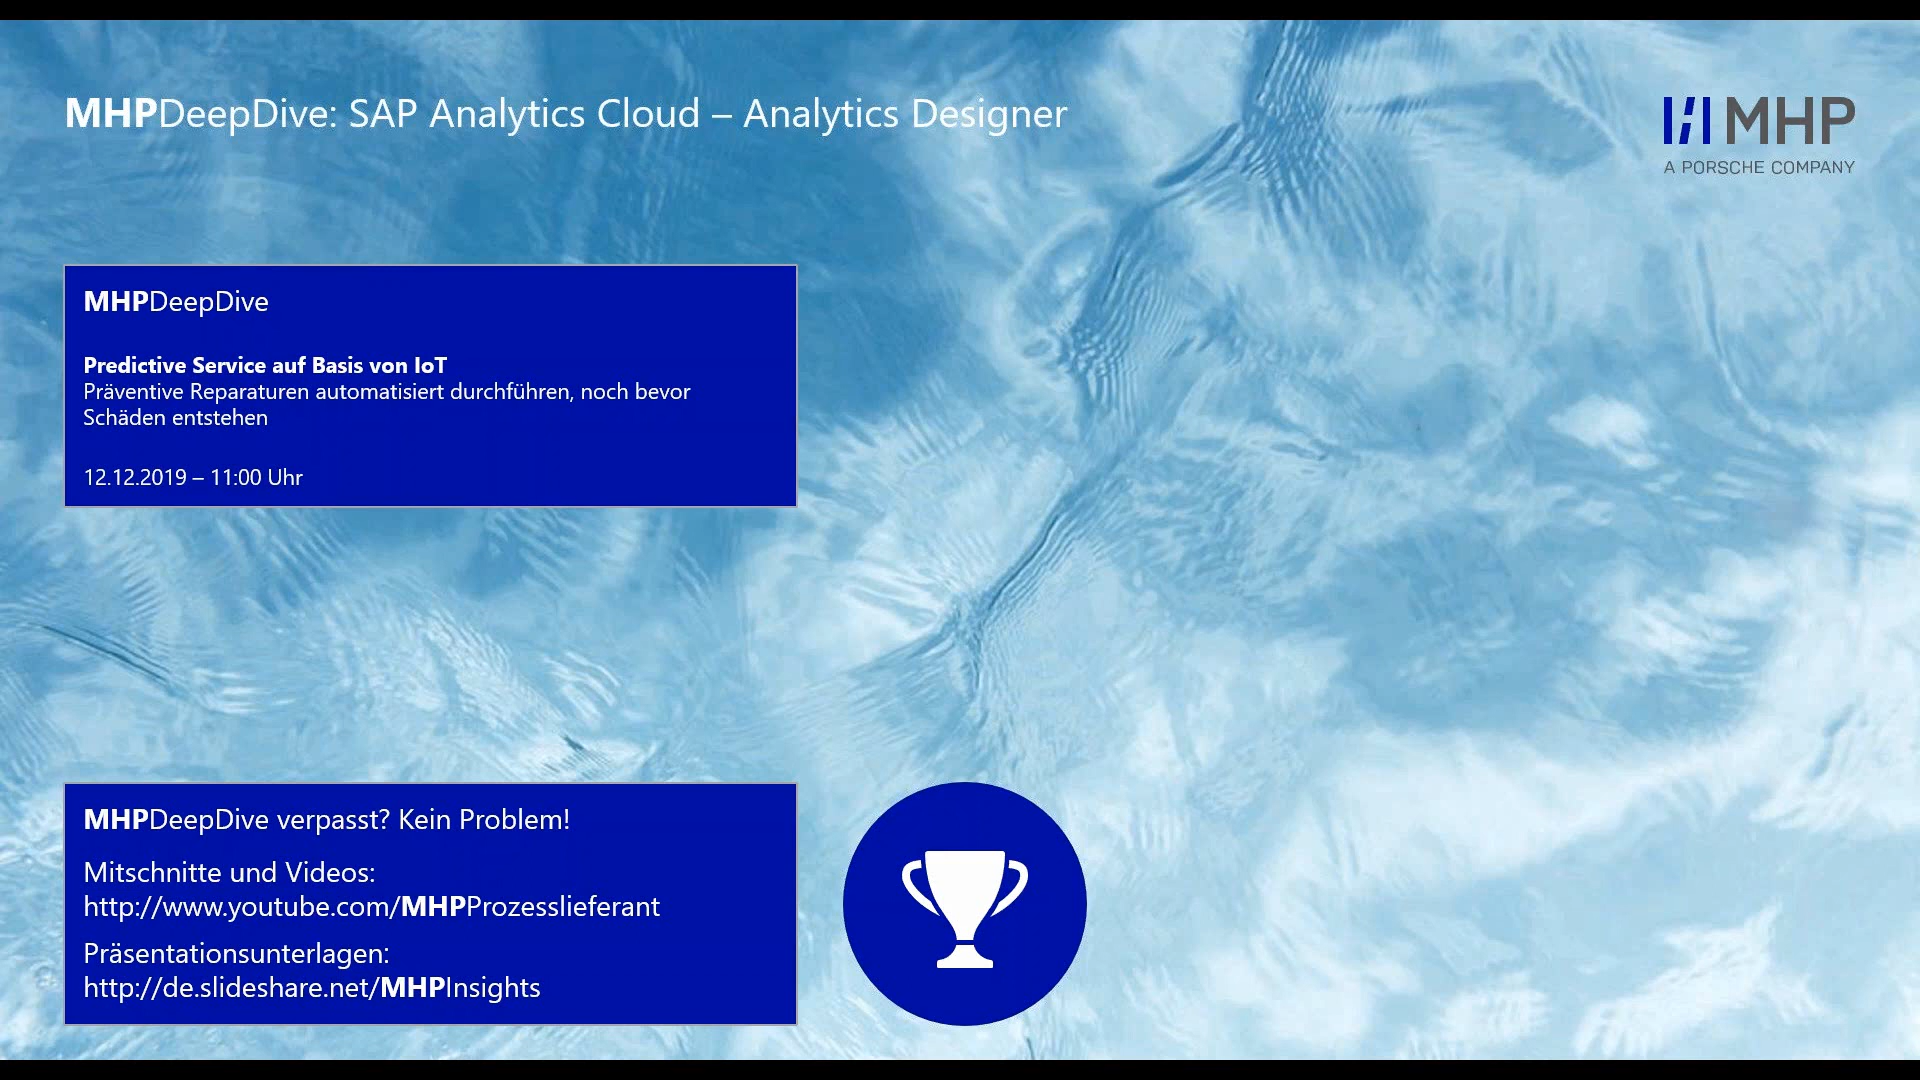 MHPDeepDive: SAP Analytics Cloud – Analytics Designer
MHP
A PORSCHE COMPANY
MHPDeepDive
Predictive Service auf Basis von IoT
Präventive Reparaturen automatisiert durchführen, noch bevor
Schäden entstehen
12.12.2019 – 11:00 Uhr
MHPDeepDive verpasst? Kein Problem!
Mitschnitte und Videos:
http://www.youtube.com/MHPProzesslieferant
Präsentationsunterlagen:
http://de.slideshare.net/MHPInsights